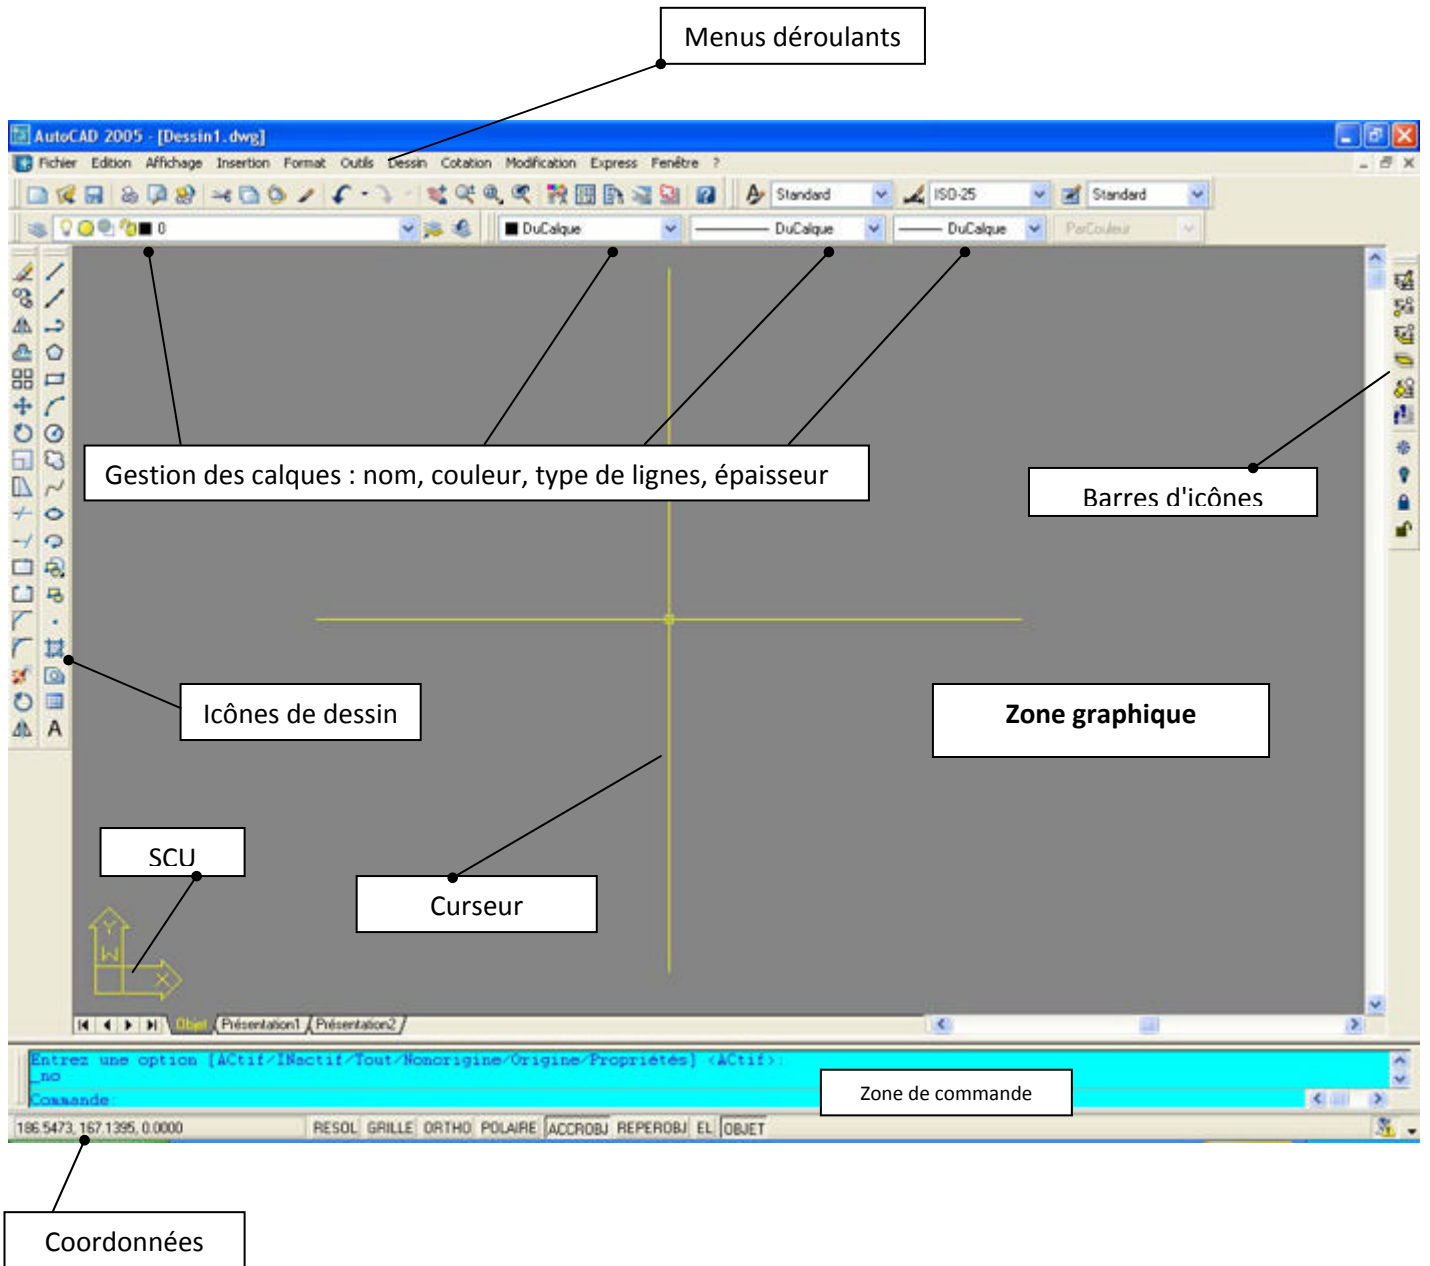 Menus déroulants
AutoCAD 2005 - [Dessin1.dwg]
Fichier Edition Affichage Insertion Format Outils Dessin Cotation Modification Express Fenêtre ?
Standard ISO-25 Standard
0 DuCalque DuCalque DuCalque ParCouleur
Gestion des calques : nom, couleur, type de lignes, épaisseur
Barres d'icônes
Icônes de dessin
Zone graphique
A
SCU
Curseur
Y
W
X
Objet Présentation1 Présentation2
Entrez une option [ACtif/INactif/Tout/Nonorigine/Origine/Propriétés] <ACtif>:
_no
Zone de commande
Commande:
186.5473, 167.1395, 0.0000 RESOL GRILLE ORTHO POLAIRE ACCROBJ REPEROBJ EL OBJET
Coordonnées